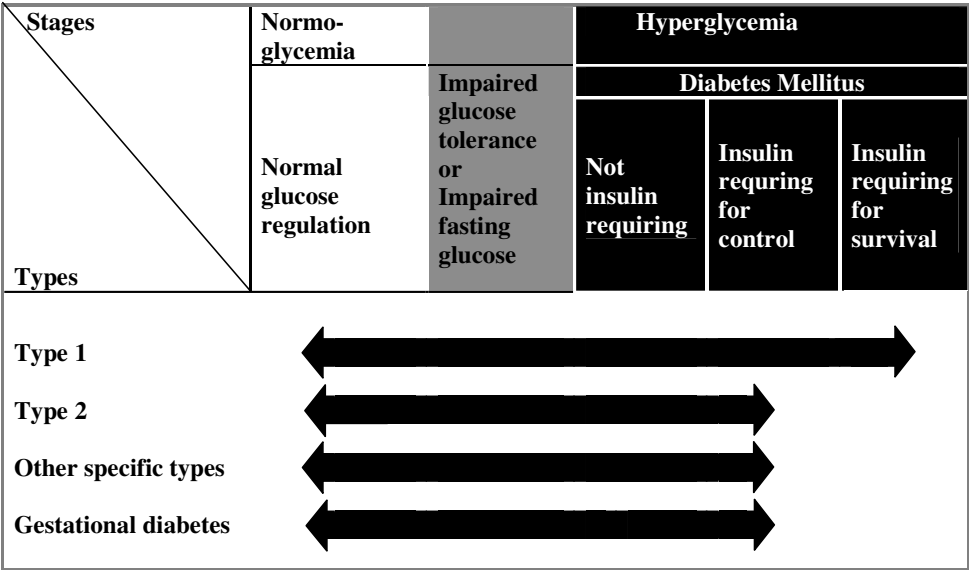 Stages
Normo-
glycemia
Hyperglycemia
Diabetes Mellitus
Normal
glucose
regulation
Impaired
glucose
tolerance
or
Impaired
fasting
glucose
Not
insulin
requiring
Insulin
requring
for
control
Insulin
requiring
for
survival
Types
Type 1
Type 2
Other specific types
Gestational diabetes